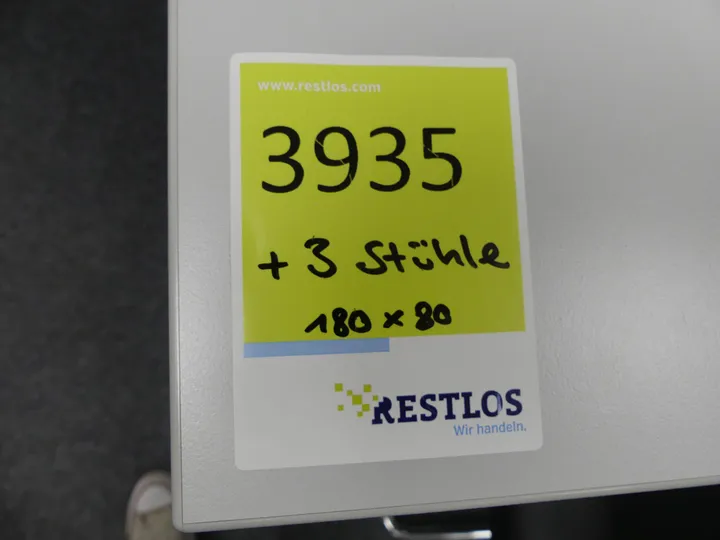 www.restlos.com
3935
+ 3 Stühle
180 x 80
RESTLOS
Wir handeln.